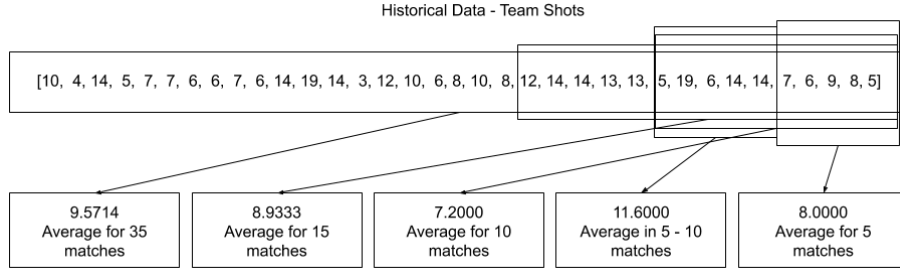 Historical Data - Team Shots
[10, 4, 14, 5, 7, 7, 6, 6, 7, 6, 14, 19, 14, 3, 12, 10, 6, 8, 10, 8, 12, 14, 14, 13, 13, 5, 19, 6, 14, 14, 7, 6, 9, 8, 5]
9.5714
Average for 35
matches
8.9333
Average for 15
matches
7.2000
Average for 10
matches
11.6000
Average in 5 - 10
matches
8.0000
Average for 5
matches